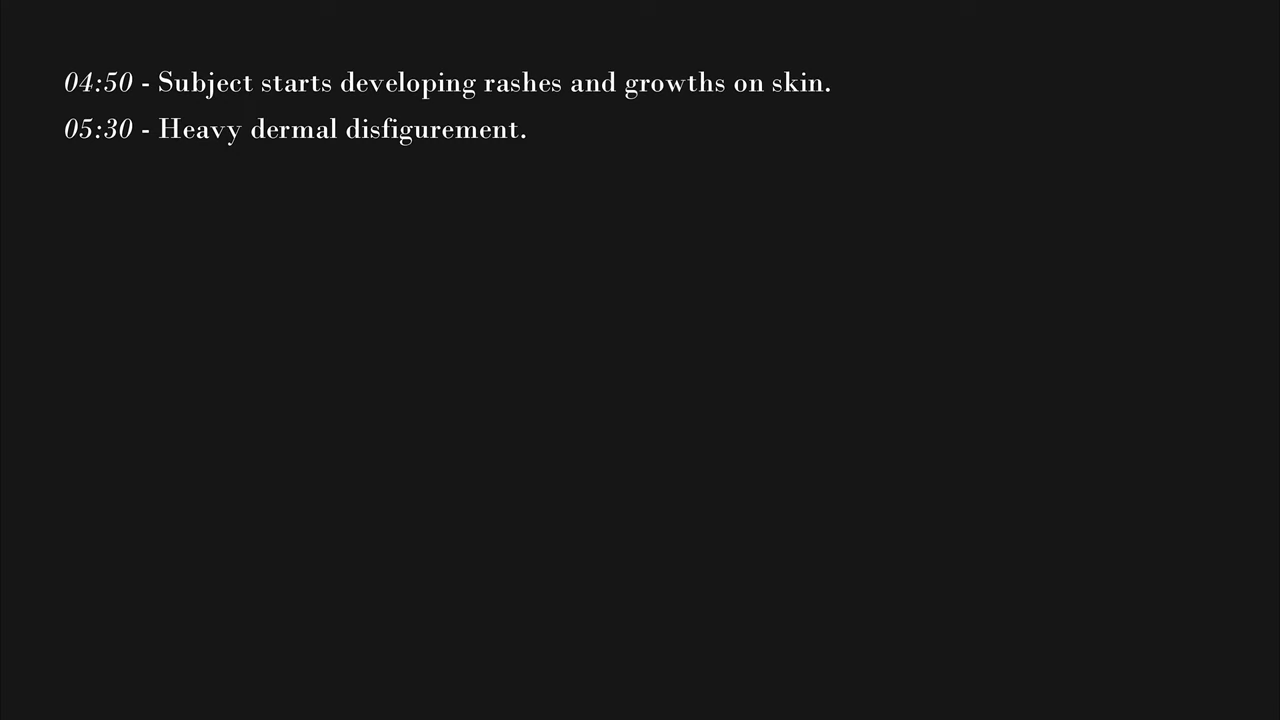 04:50 - Subject starts developing rashes and growths on skin.
05:30 - Heavy dermal disfigurement.